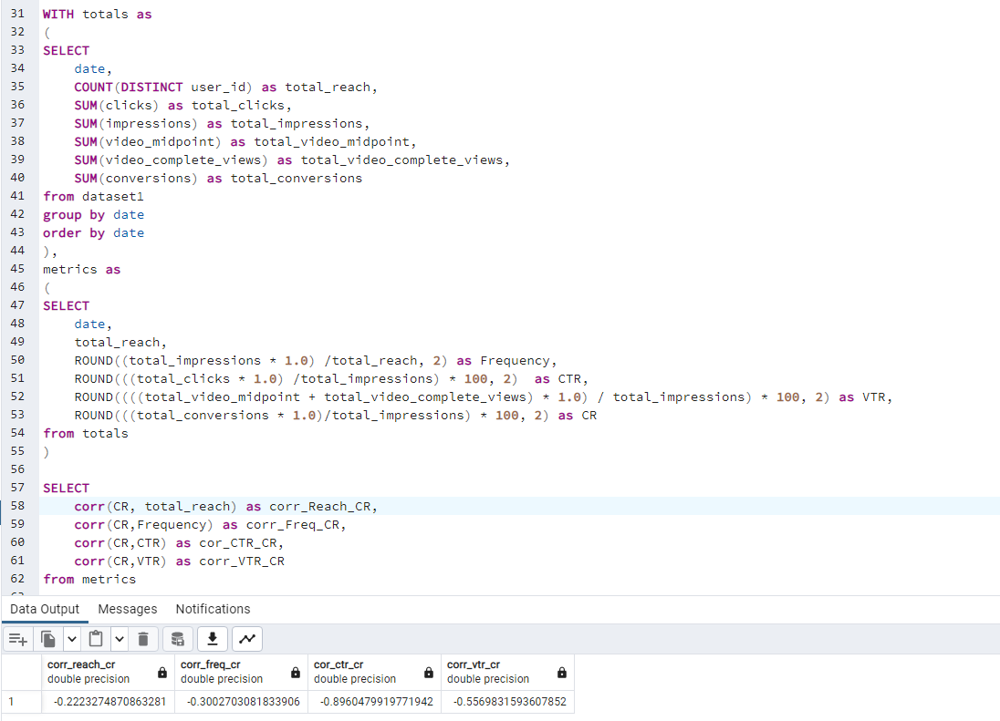 31 WITH totals as
32 (
33 SELECT
34 date,
35 COUNT(DISTINCT user_id) as total_reach,
36 SUM(clicks) as total_clicks,
37 SUM(impressions) as total_impressions,
38 SUM(video_midpoint) as total_video_midpoint,
39 SUM(video_complete_views) as total_video_complete_views,
40 SUM(conversions) as total_conversions
41 from dataset1
42 group by date
43 order by date
44 ),
45 metrics as
46 (
47 SELECT
48 date,
49 total_reach,
50 ROUND((total_impressions * 1.0) /total_reach, 2) as Frequency,
51 ROUND(((total_clicks * 1.0) /total_impressions) * 100, 2)  as CTR,
52 ROUND((((total_video_midpoint + total_video_complete_views) * 1.0) / total_impressions) * 100, 2) as VTR,
53 ROUND(((total_conversions * 1.0)/total_impressions) * 100, 2) as CR
54 from totals
55 )
56
57 SELECT
58 corr(CR, total_reach) as corr_Reach_CR,
59 corr(CR,Frequency) as corr_Freq_CR,
60 corr(CR,CTR) as cor_CTR_CR,
61 corr(CR,VTR) as corr_VTR_CR
62 from metrics
Data Output Messages Notifications
corr_reach_cr corr_freq_cr cor_ctr_cr corr_vtr_cr
double precision double precision double precision double precision
1 -0.2223274870863281 -0.3002703081833906 -0.8960479919771942 -0.5569831593607852